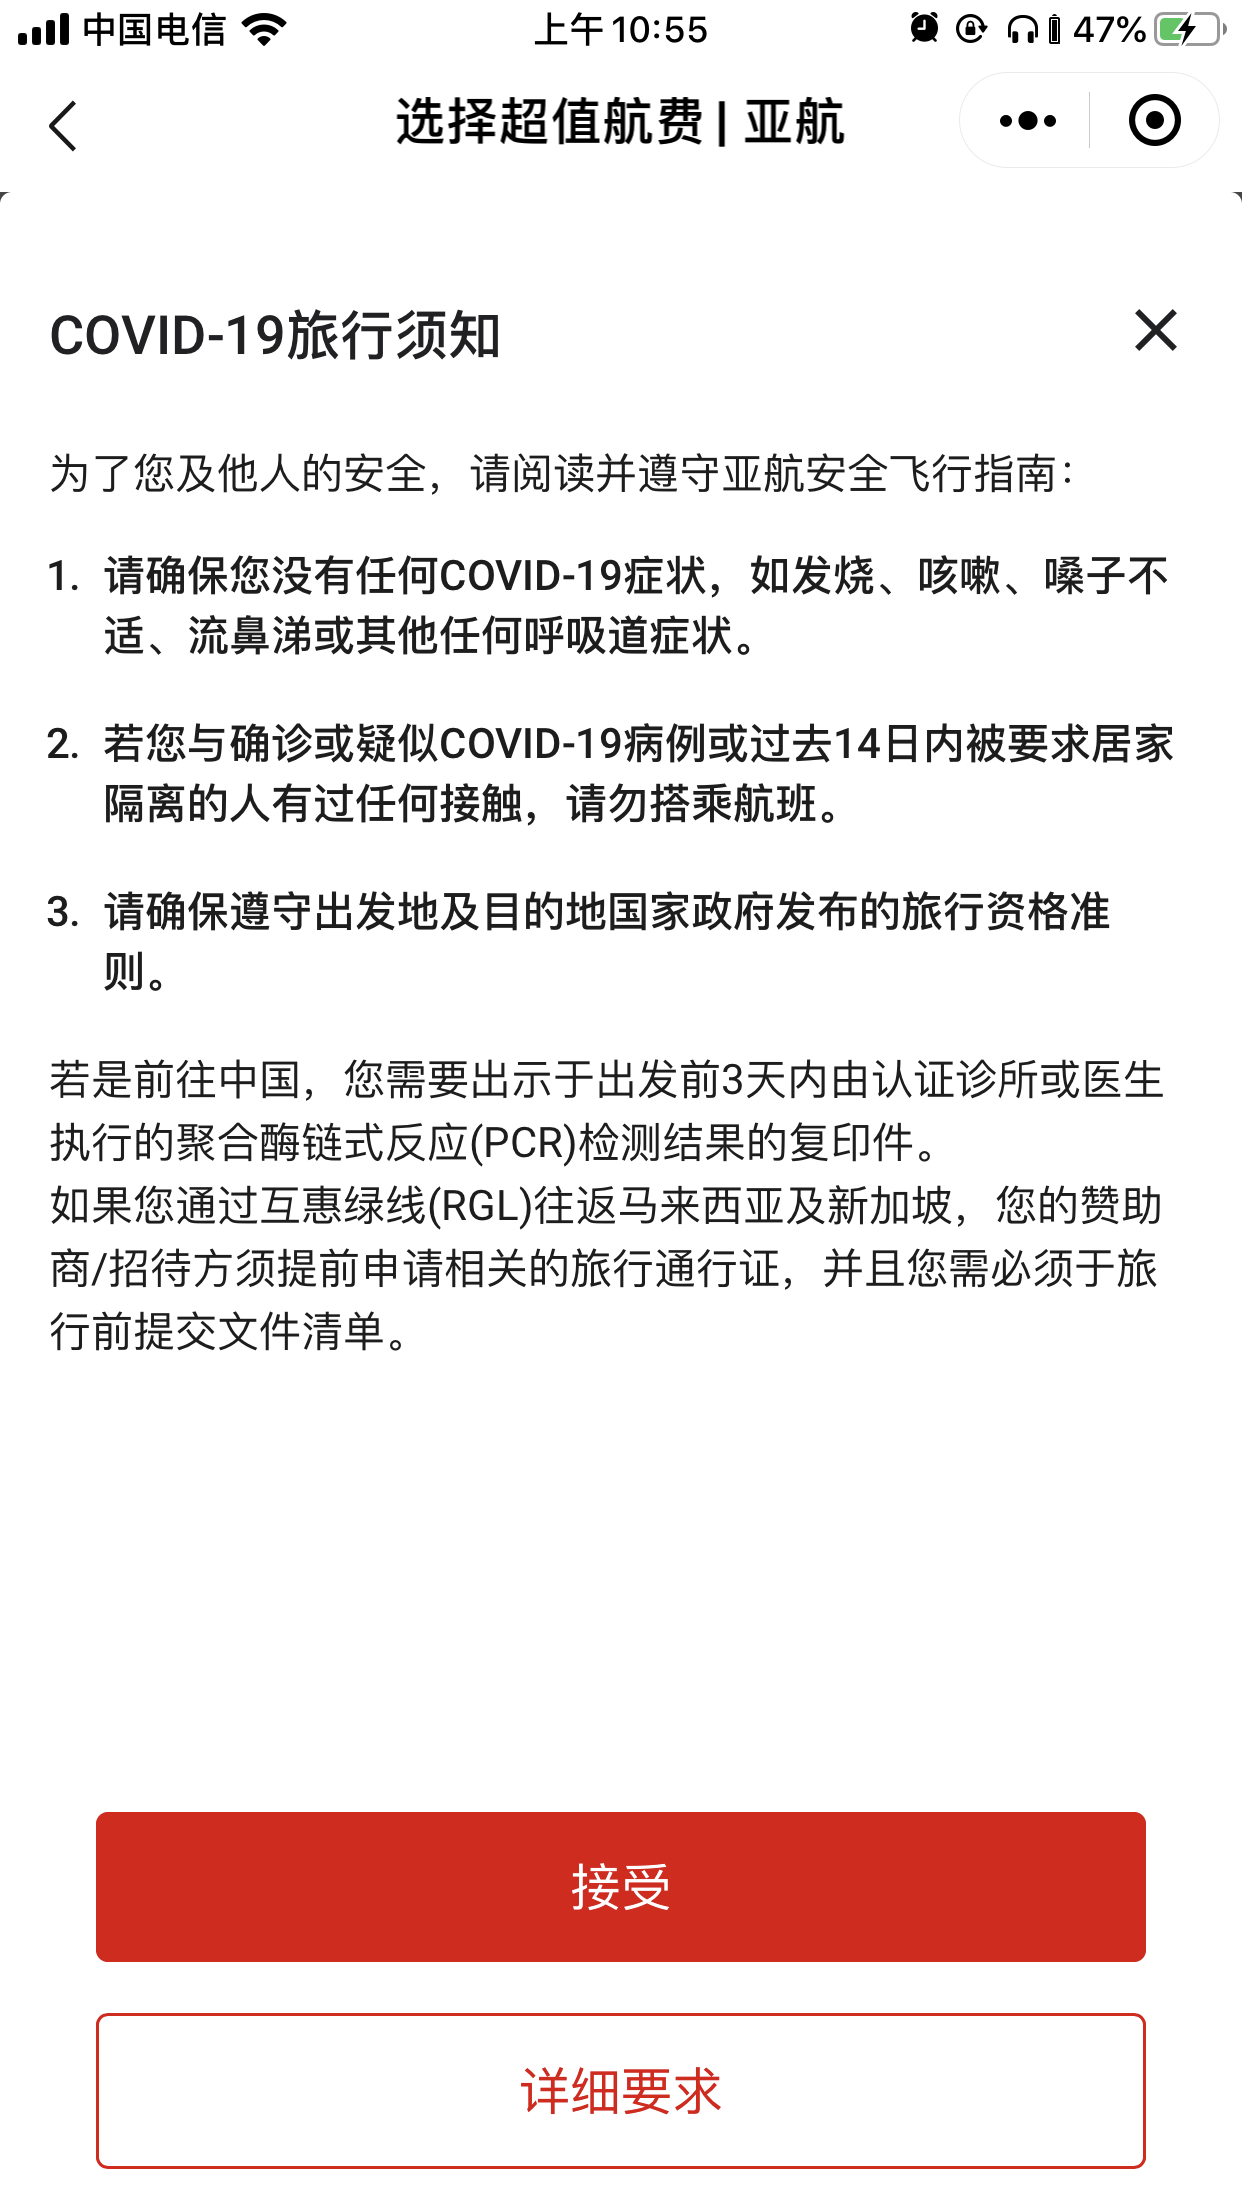 中国电信
上午10:55
47%
选择超值航费 | 亚航
COVID-19旅行须知
为了您及他人的安全，请阅读并遵守亚航安全飞行指南：
1. 请确保您没有任何COVID-19症状，如发烧、咳嗽、嗓子不
适、流鼻涕或其他任何呼吸道症状。
2. 若您与确诊或疑似COVID-19病例或过去14日内被要求居家
隔离的人有过任何接触，请勿搭乘航班。
3. 请确保遵守出发地及目的地国家政府发布的旅行资格准
则。
若是前往中国，您需要出示于出发前3天内由认证诊所或医生
执行的聚合酶链式反应(PCR)检测结果的复印件。
如果您通过互惠绿线(RGL)往返马来西亚及新加坡，您的赞助
商/招待方须提前申请相关的旅行通行证，并且您需必须于旅
行前提交文件清单。
接受
详细要求